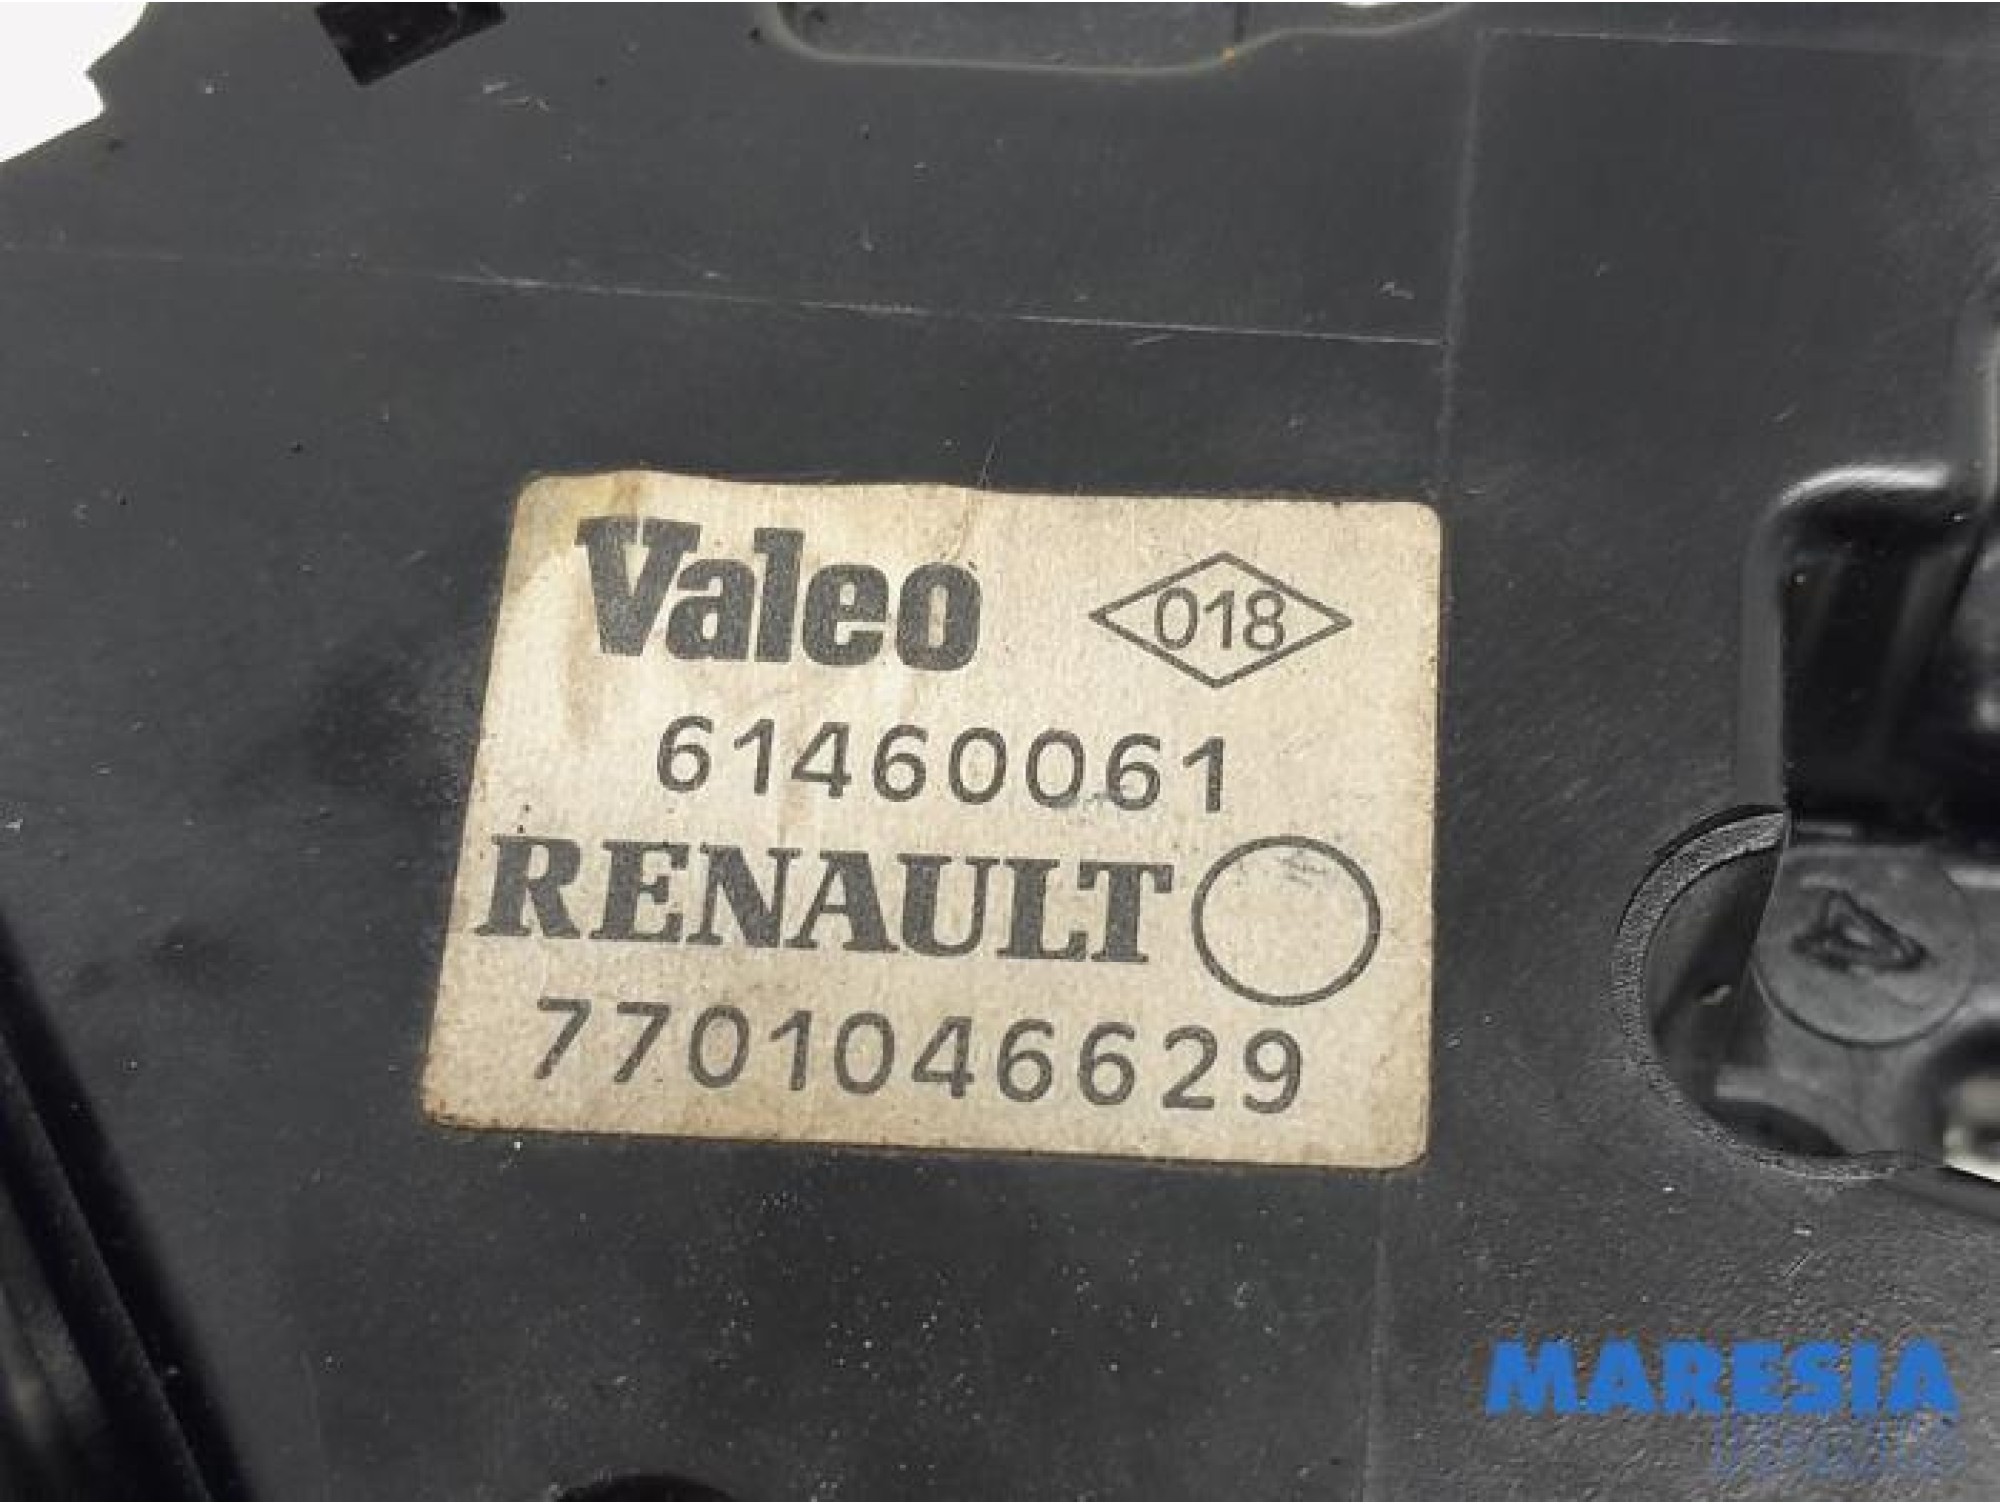 Valeo 018
61460061
RENAULT
7701046629
MARESIA